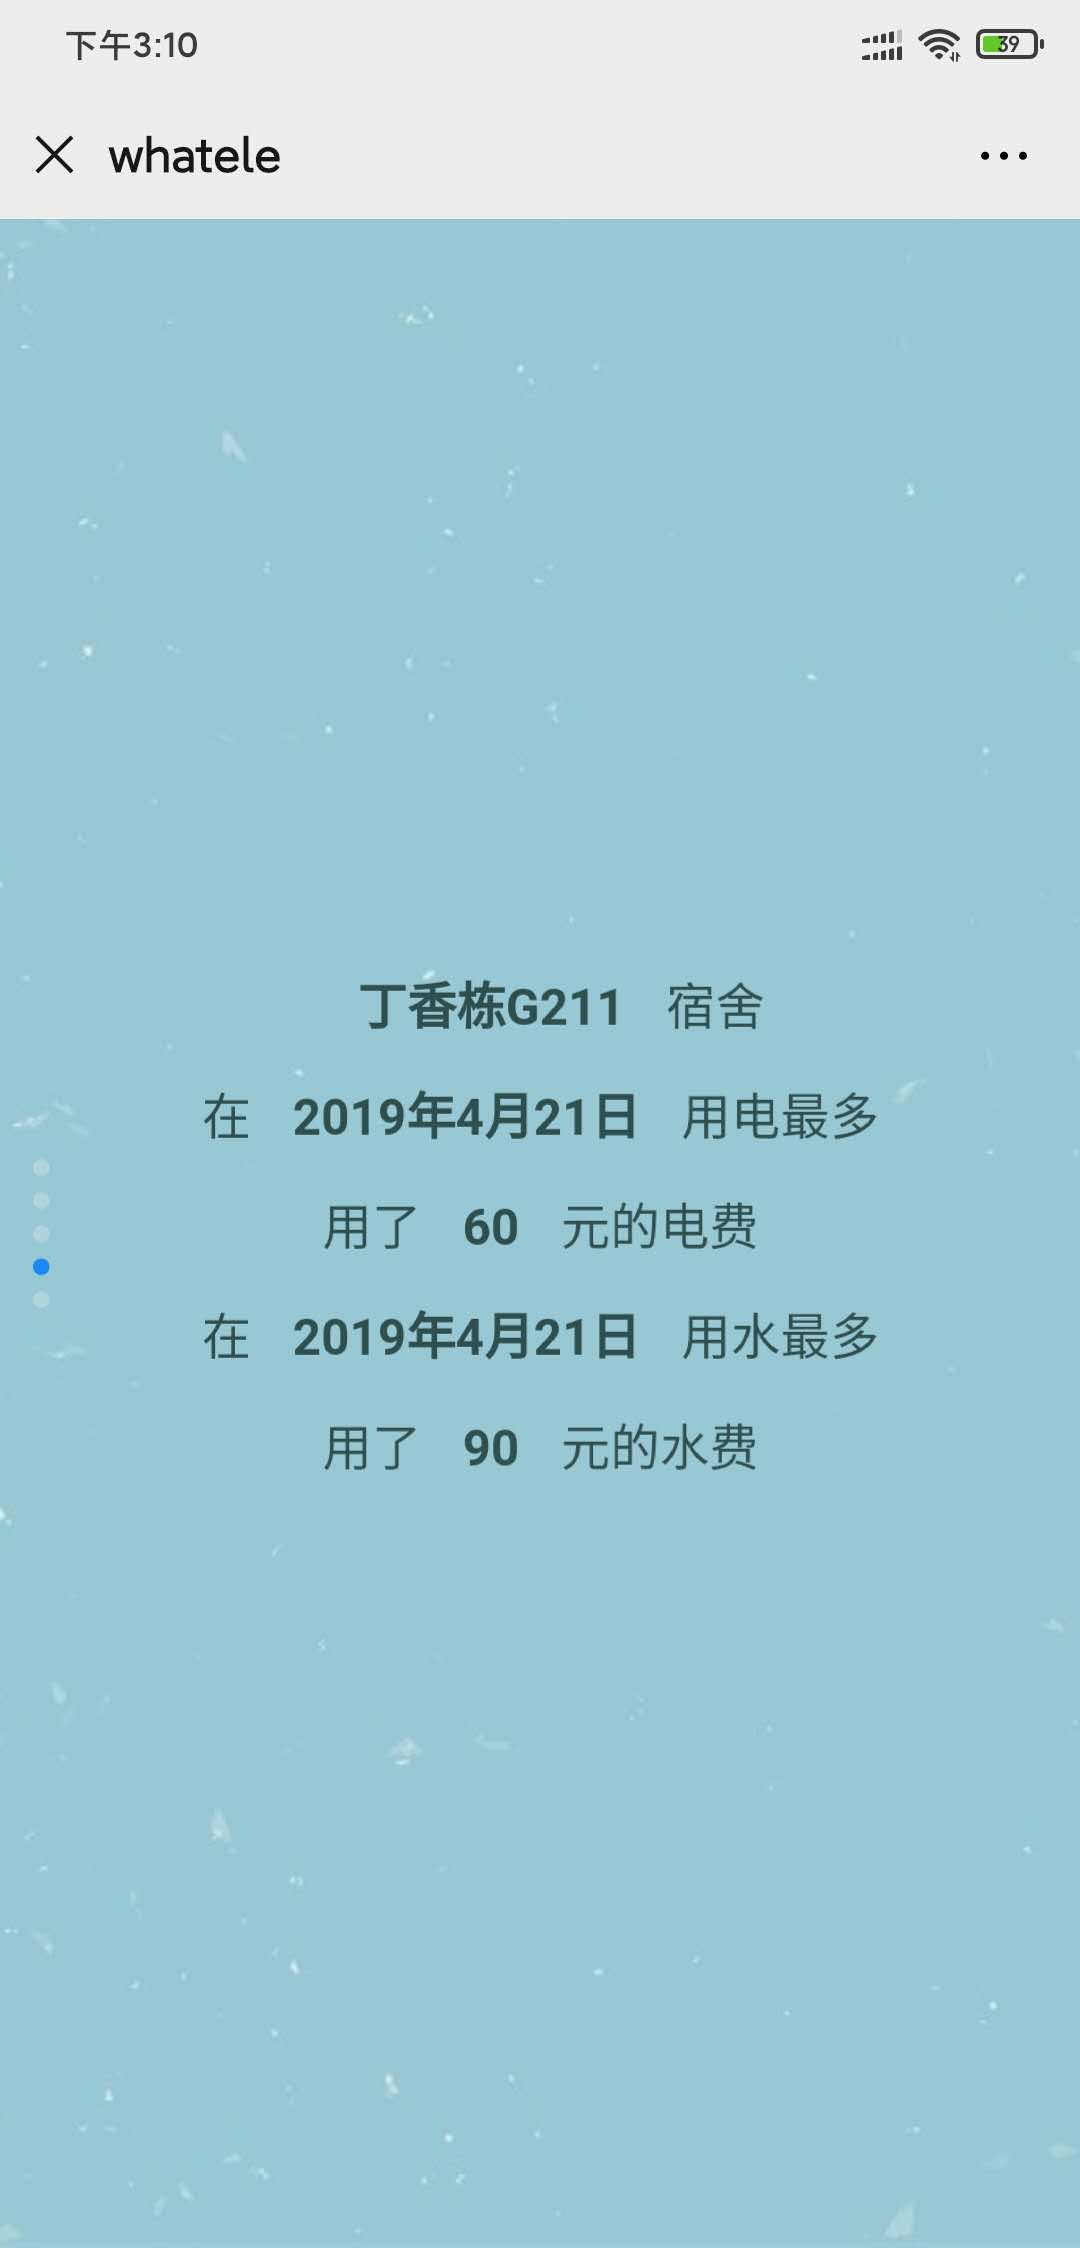 下午3:10
39
whatele
丁香栋G211 宿舍
在 2019年4月21日 用电最多
用了 60 元的电费
在 2019年4月21日 用水最多
用了 90 元的水费